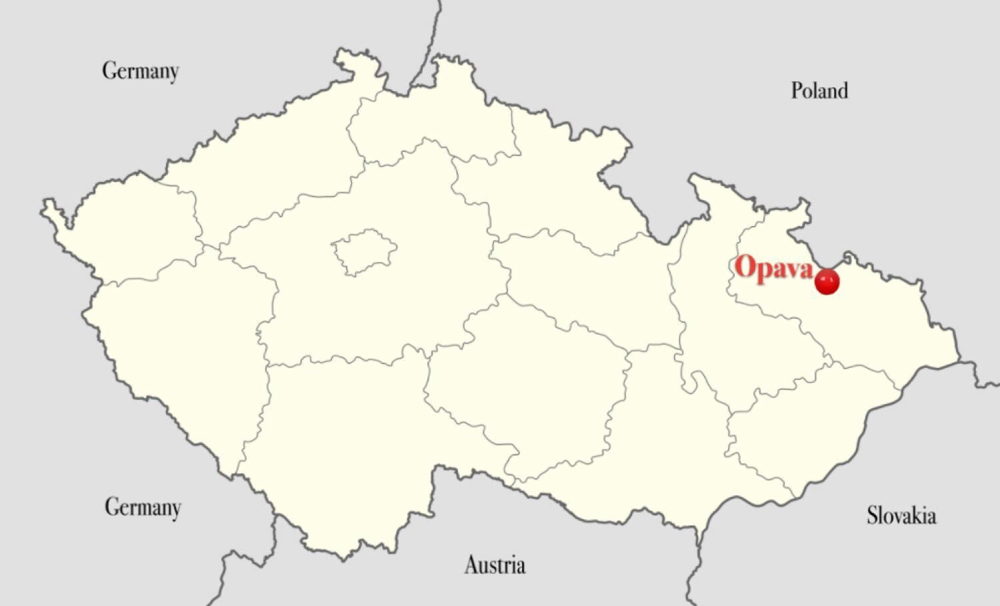 Germany
Poland
Opava
Germany
Slovakia
Austria